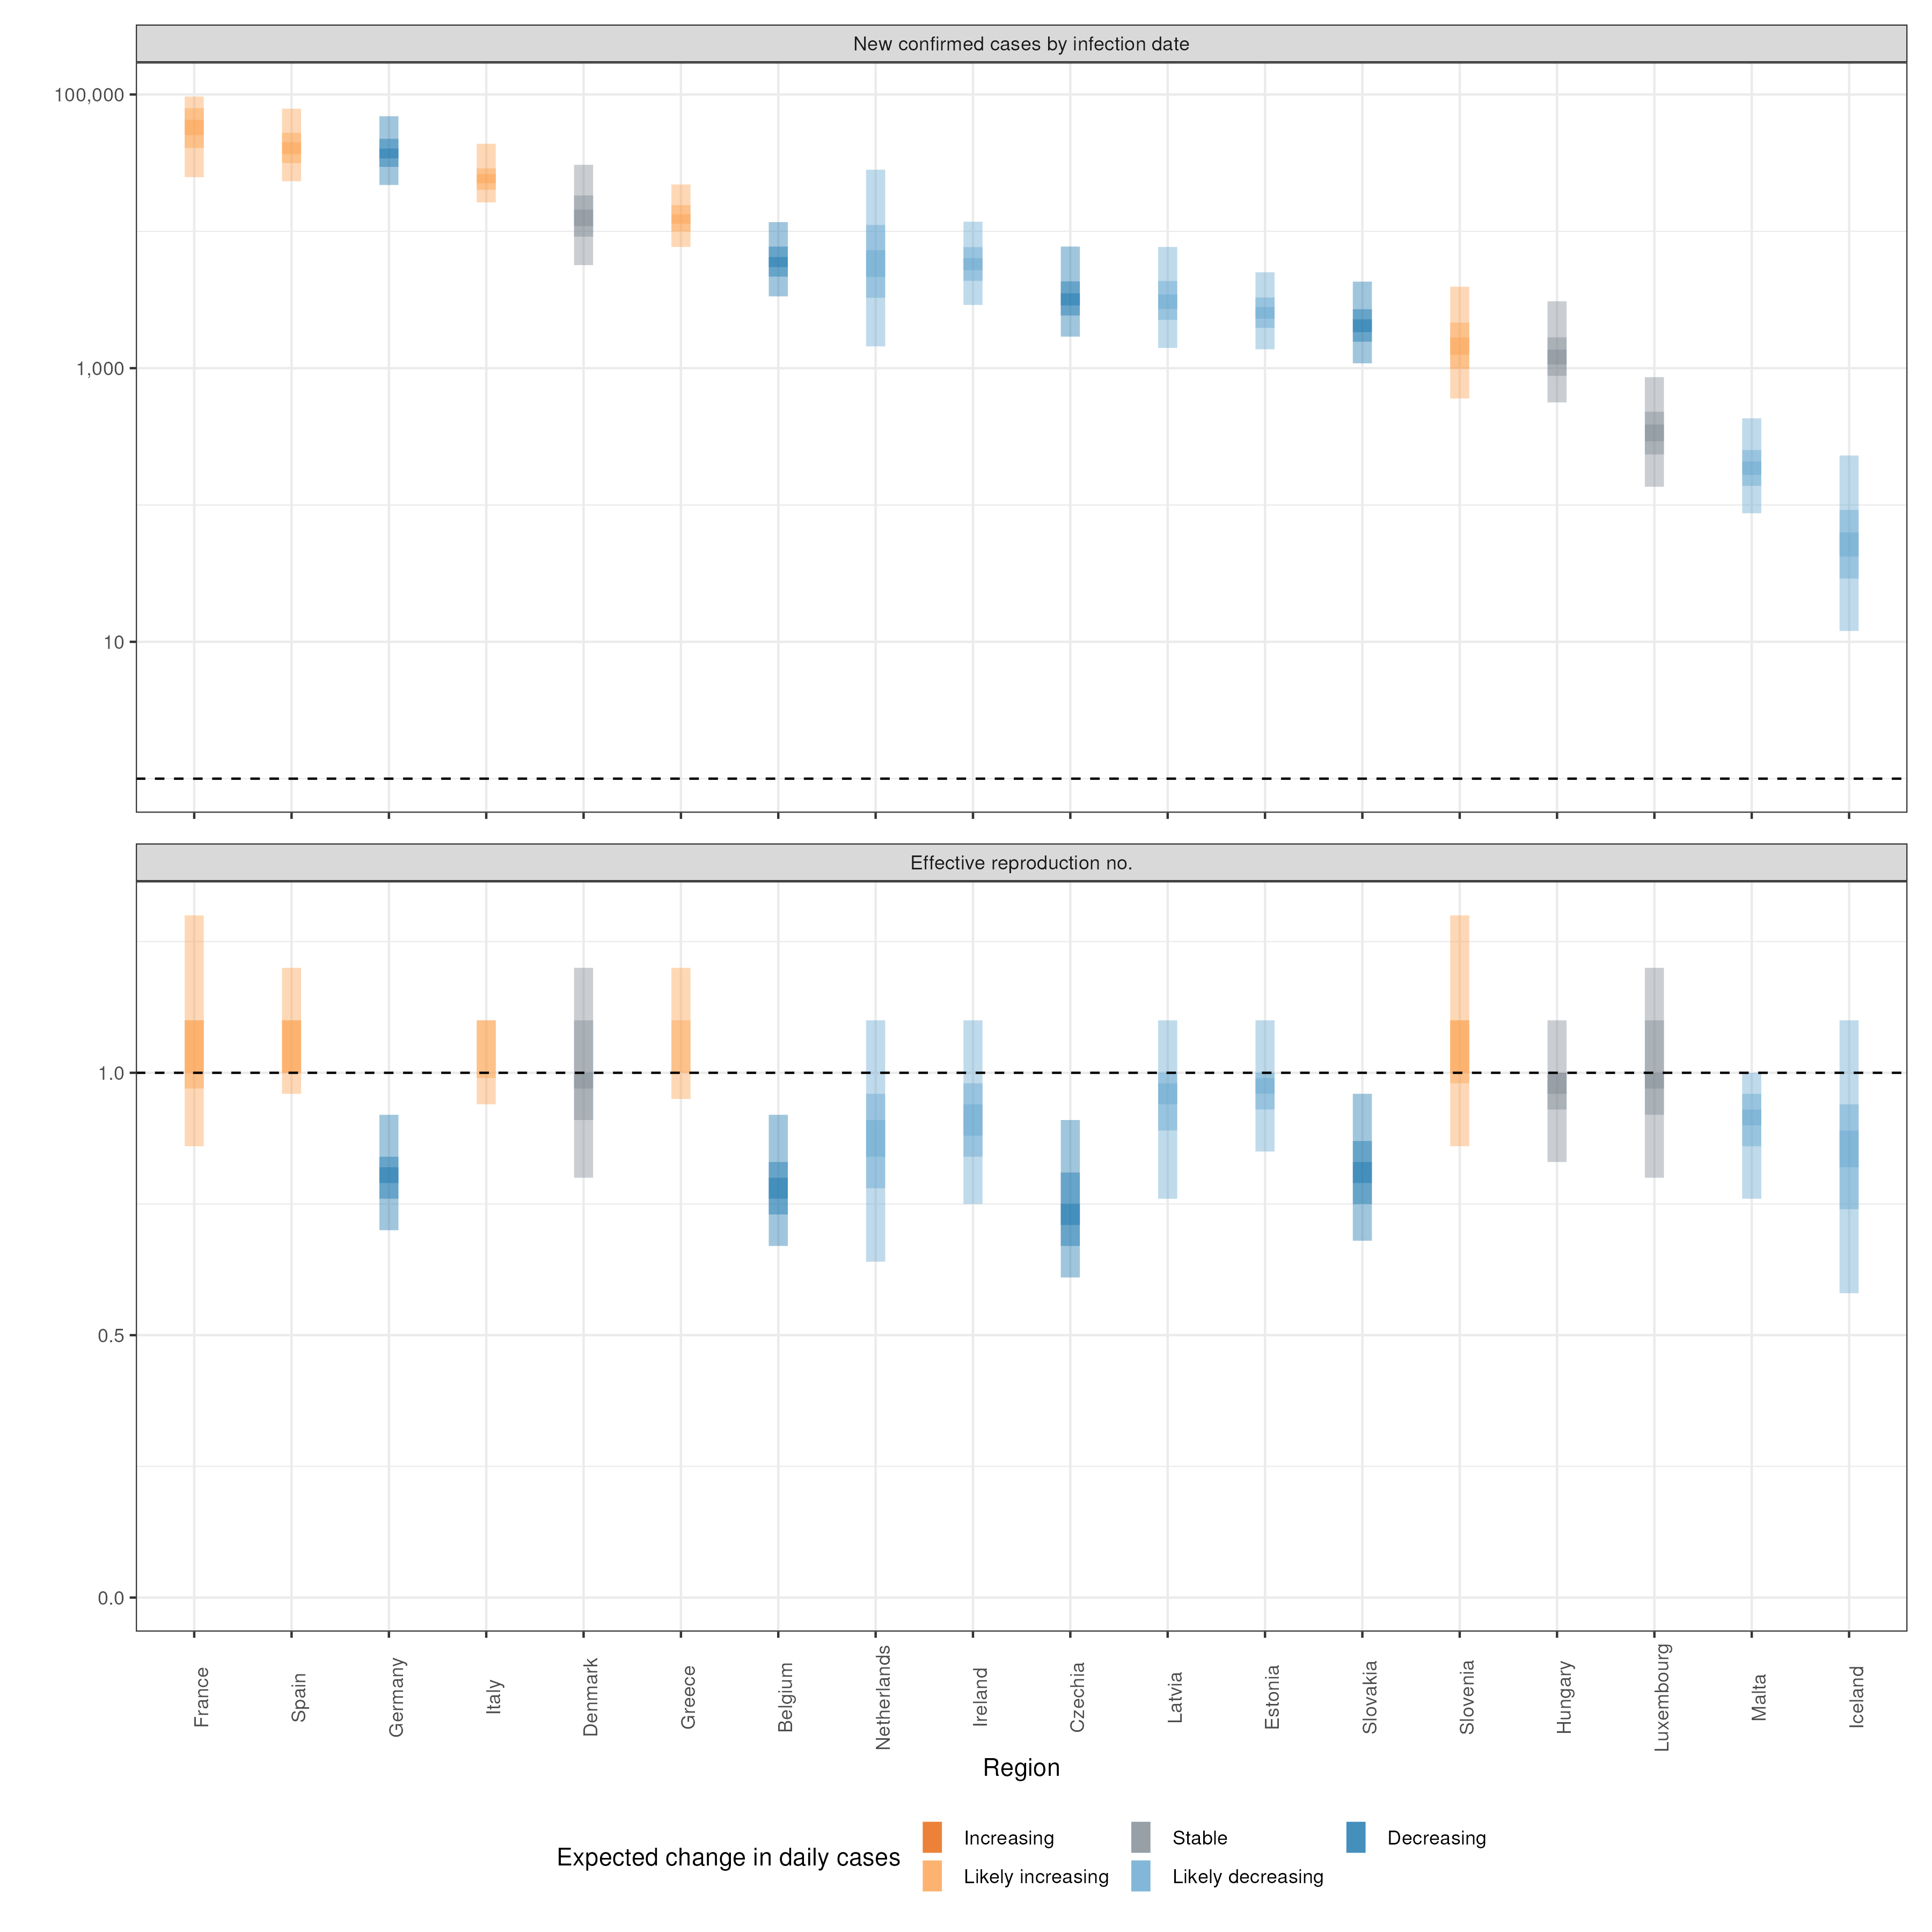 New confirmed cases by infection date
100,000
1,000
10
Effective reproduction no.
1.0
0.5
0.0
France
Spain
Germany
Italy
Denmark
Greece
Belgium
Netherlands
Ireland
Czechia
Latvia
Estonia
Slovakia
Slovenia
Hungary
Luxembourg
Malta
Iceland
Region
Expected change in daily cases
Increasing
Likely increasing
Stable
Likely decreasing
Decreasing